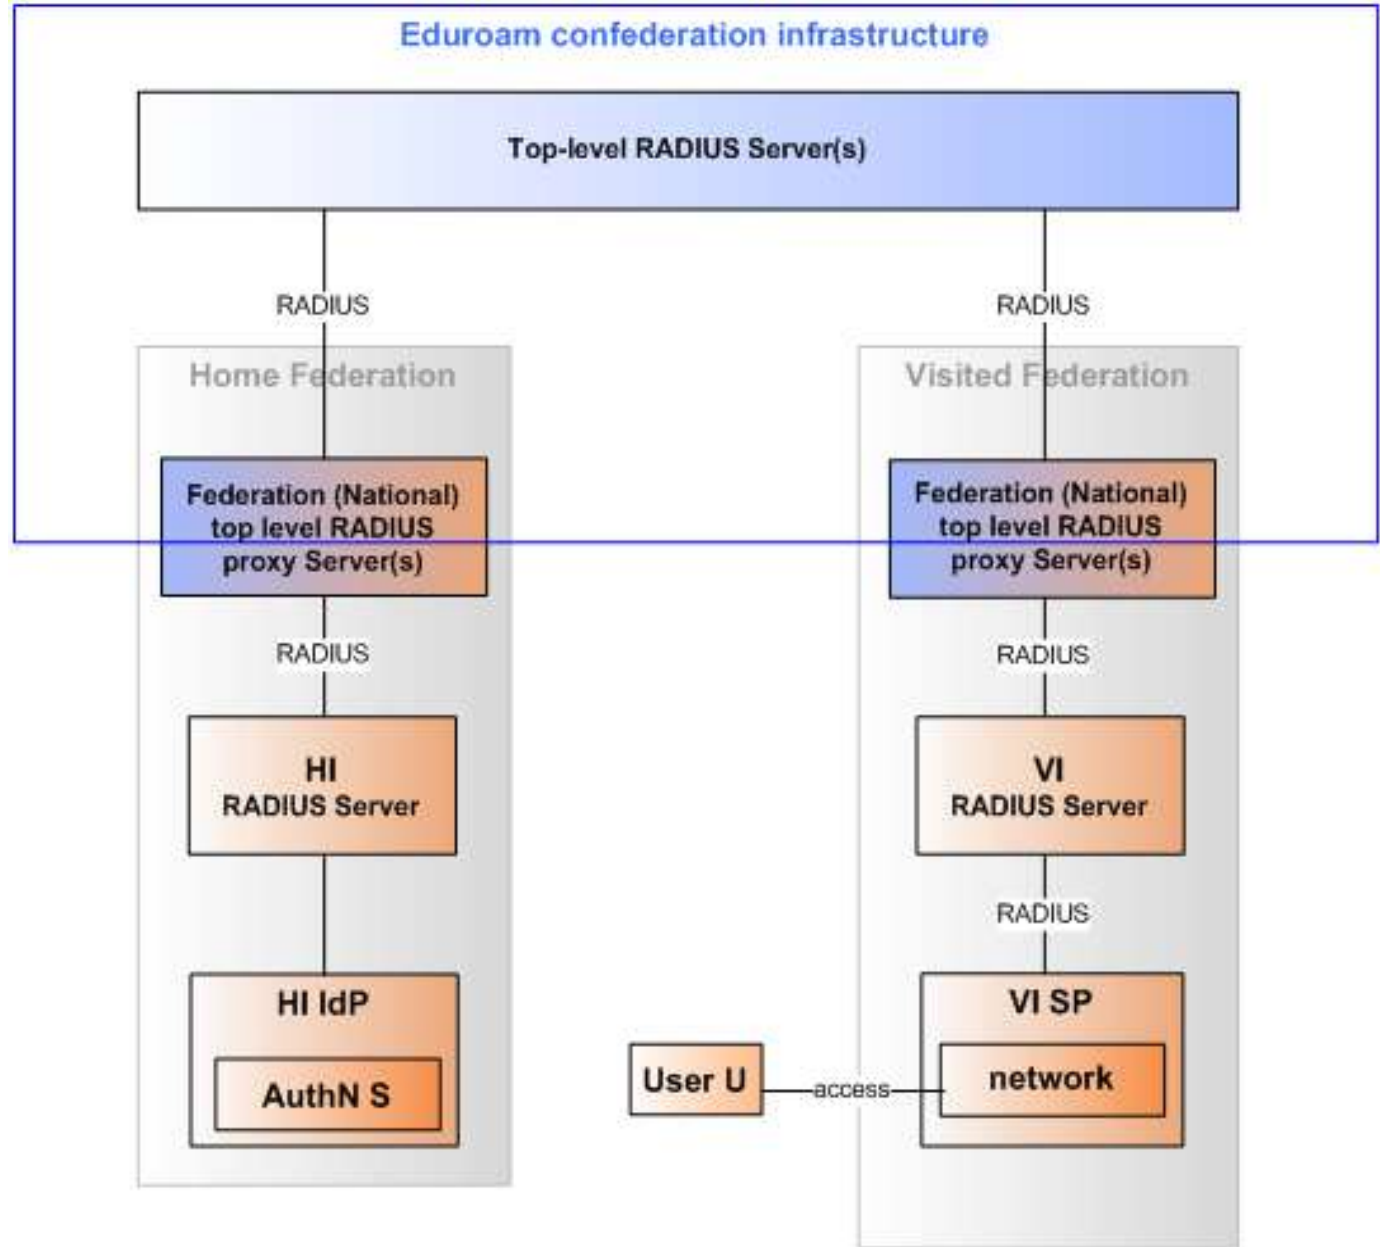 Eduroam confederation infrastructure
Top-level RADIUS Server(s)
RADIUS
RADIUS
Home Federation
Visited Federation
Federation (National)
top level RADIUS
proxy Server(s)
Federation (National)
top level RADIUS
proxy Server(s)
RADIUS
RADIUS
HI
RADIUS Server
VI
RADIUS Server
RADIUS
HI IdP
AuthN S
VI SP
network
User U
access